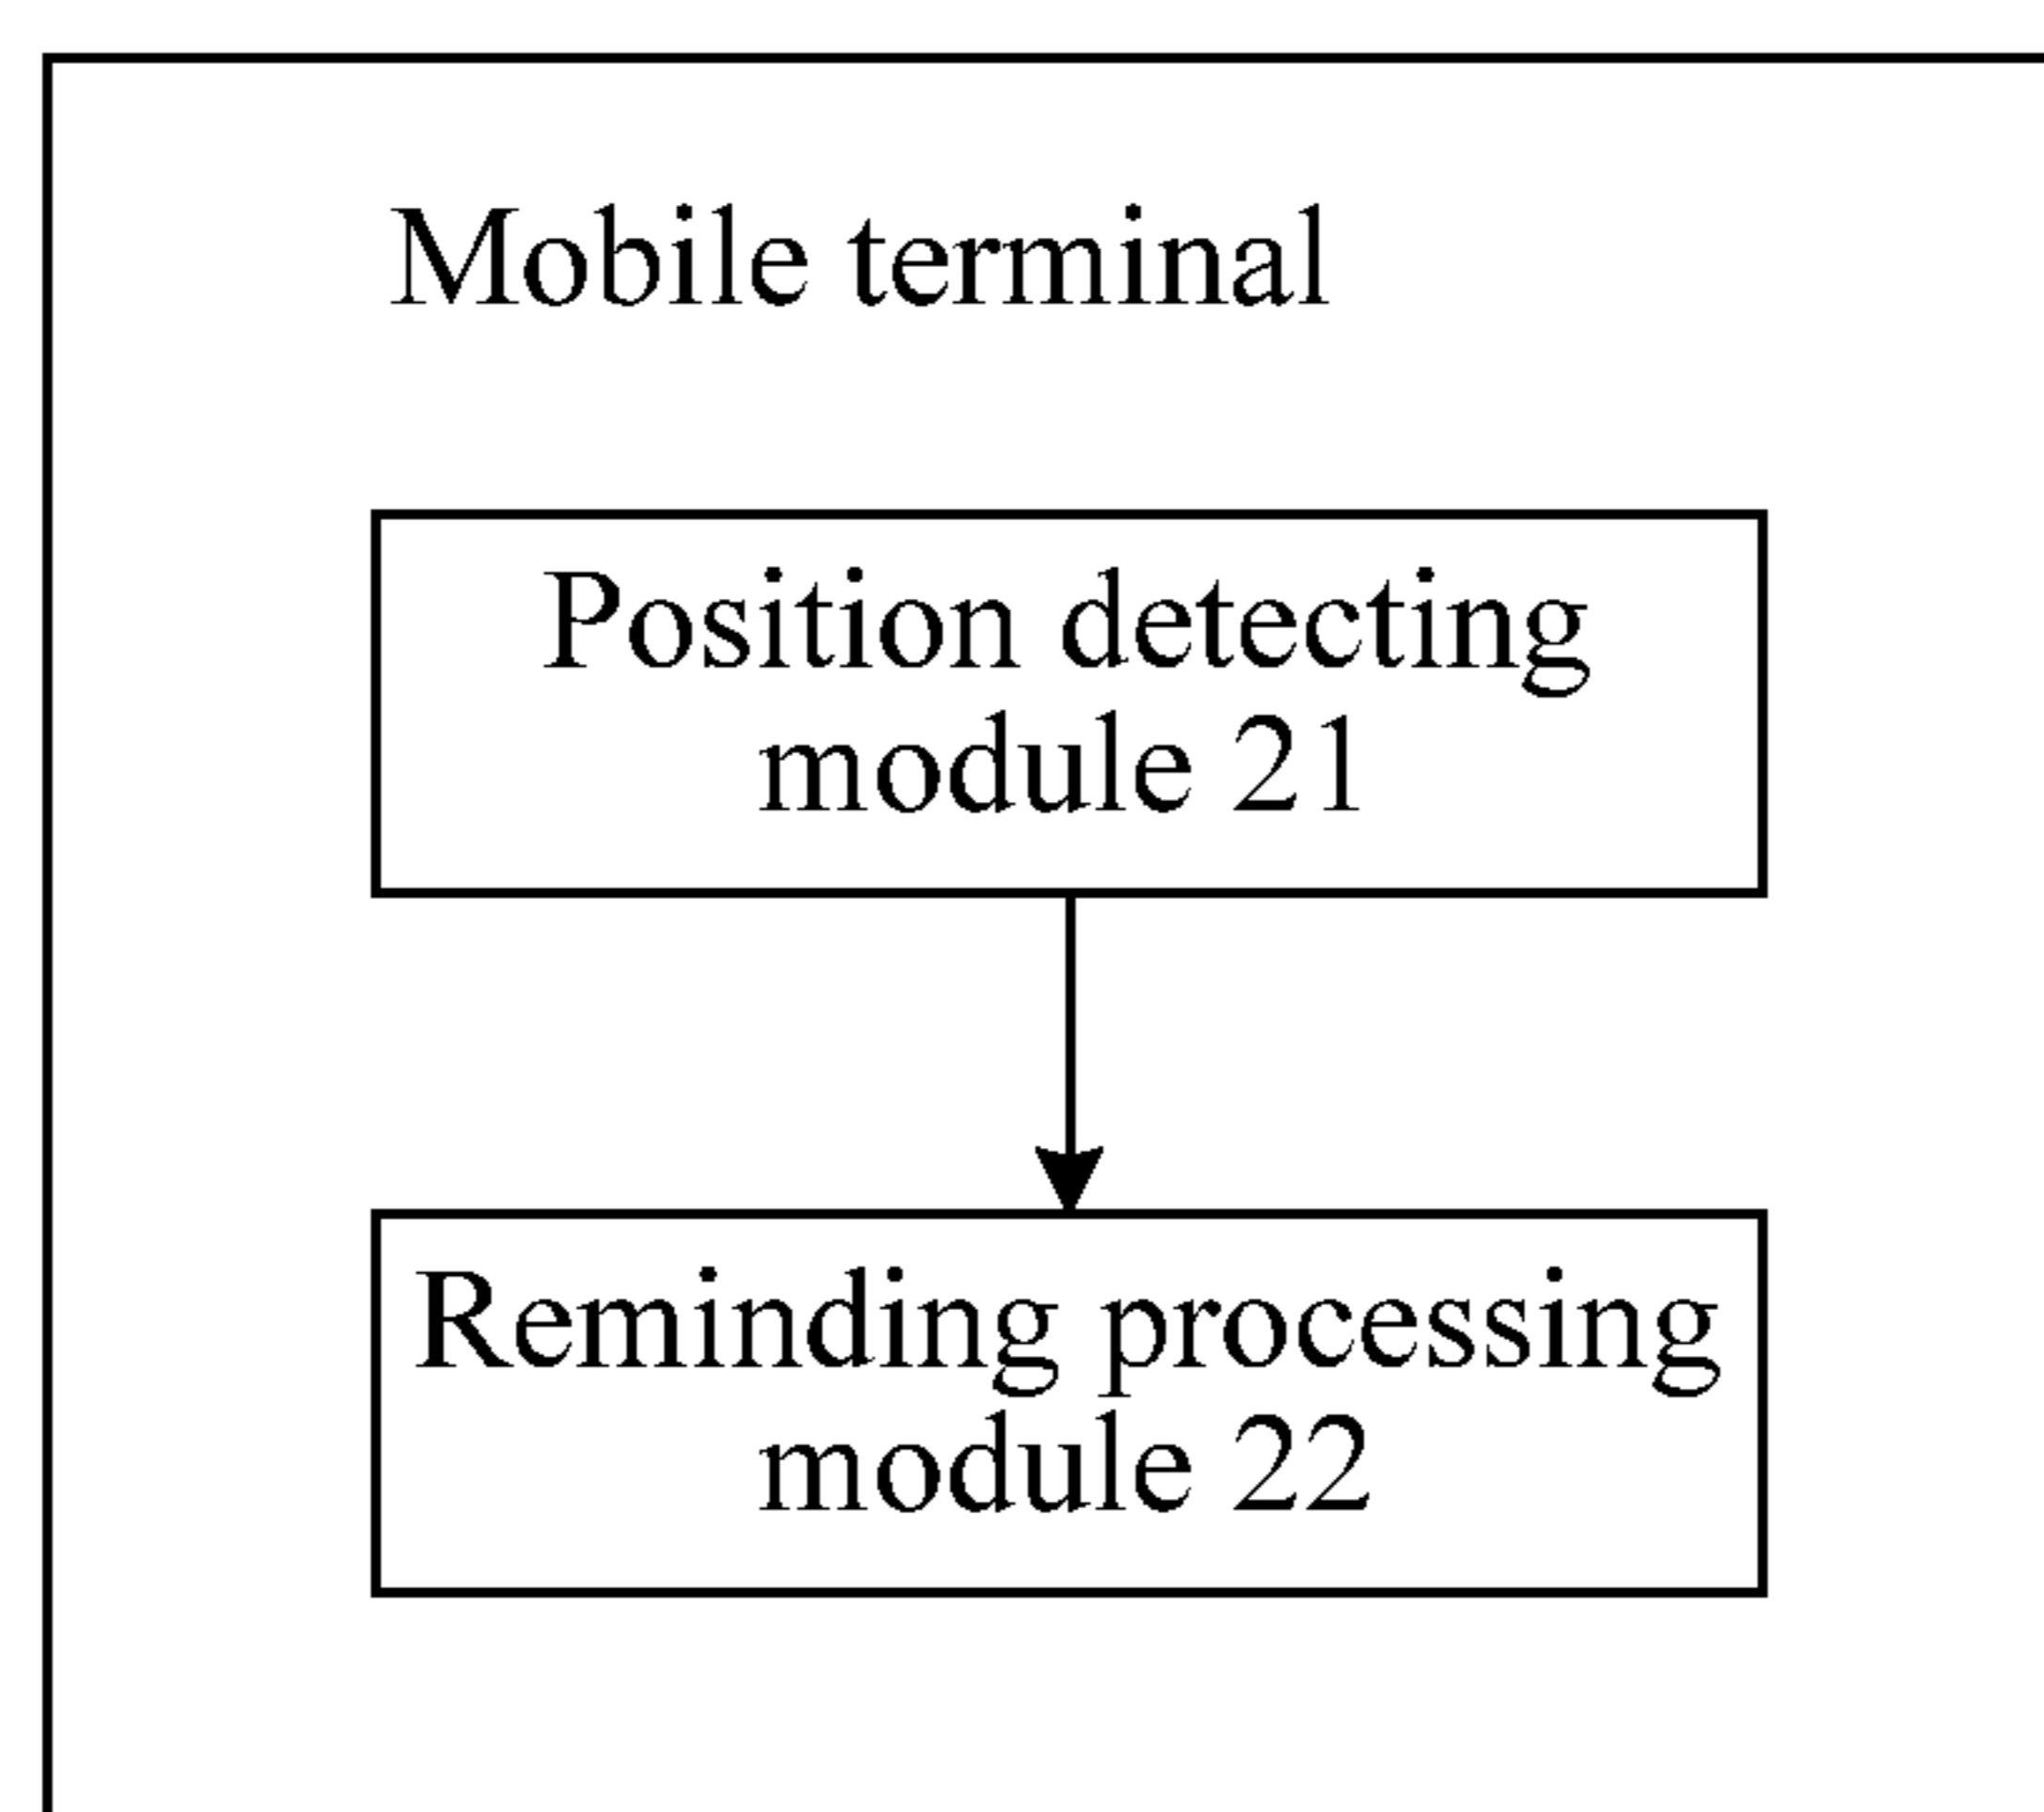 Mobile terminal
Position detecting
module 21
Reminding processing
module 22